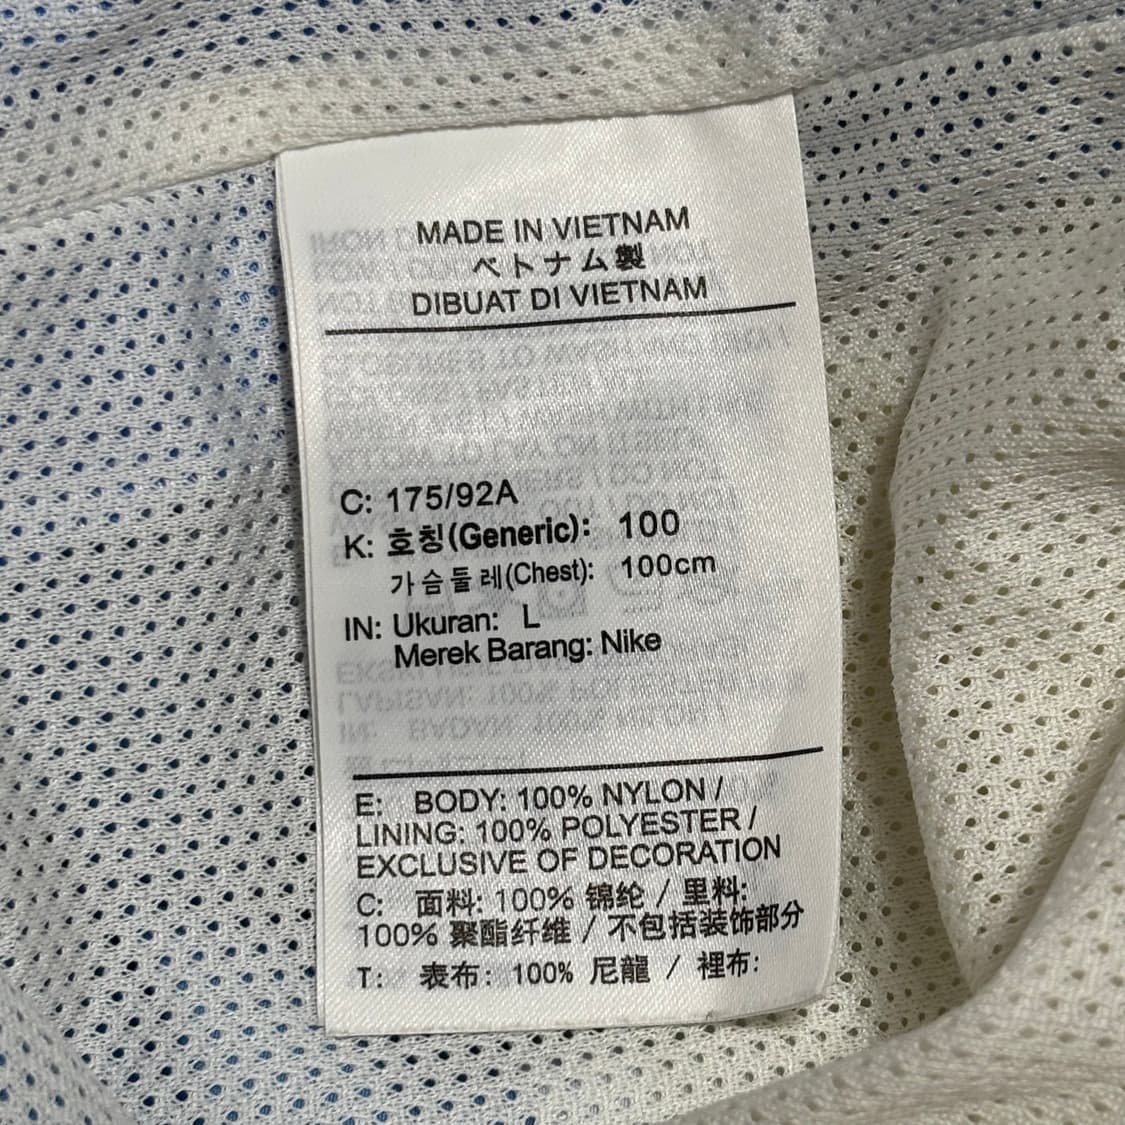 MADE IN VIETNAM
ベトナム製
DIBUAT DI VIETNAM
C: 175/92A
K: 호칭(Generic): 100
가슴둘레(Chest): 100cm
IN: Ukuran: L
Merek Barang: Nike
E: BODY: 100% NYLON /
LINING: 100% POLYESTER /
EXCLUSIVE OF DECORATION
C: 面料: 100% 锦纶 / 里料:
100% 聚酯纤维 / 不包括装饰部分
T: 表布: 100% 尼龍 / 裡布: